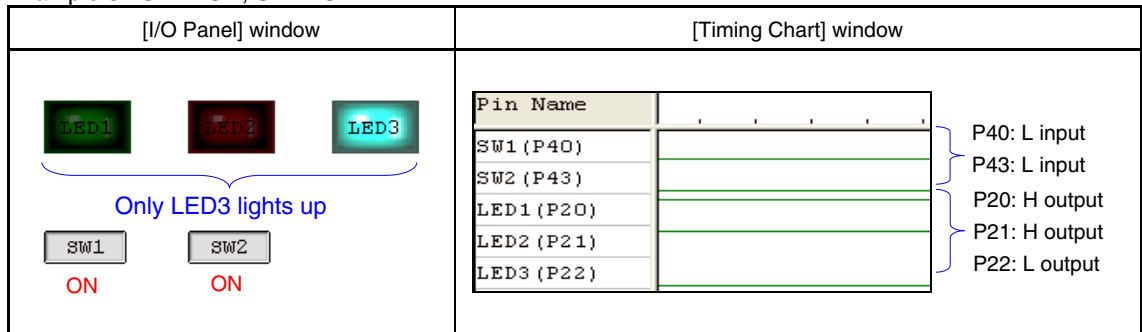 [I/O Panel] window
[Timing Chart] window
LED1
LED2
LED3
Only LED3 lights up
SW1
SW2
ON
ON
Pin Name
SW1(P40)
SW2(P43)
LED1(P20)
LED2(P21)
LED3(P22)
P40: L input
P43: L input
P20: H output
P21: H output
P22: L output